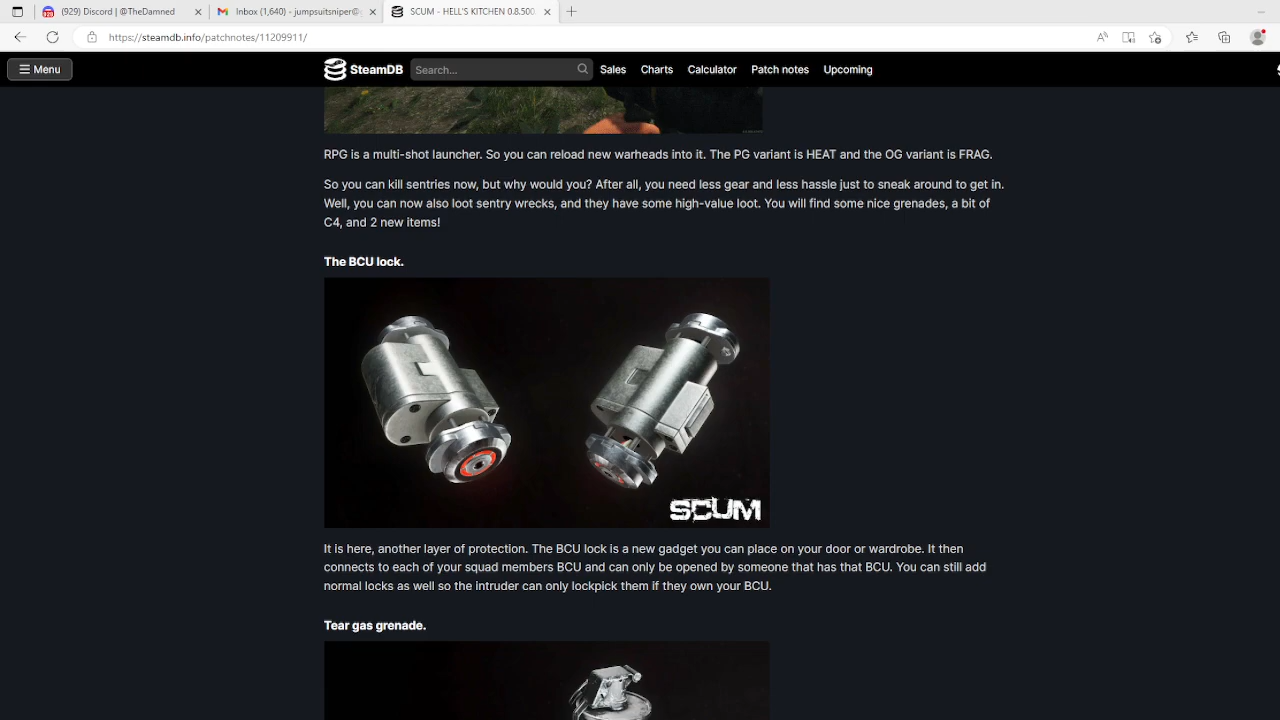 (929) Discord | @TheDamned
Inbox (1,640) - jumpsuitsniper@g
SCUM - HELL'S KITCHEN 0.8.500.
https://steamdb.info/patchnotes/11209911/
Menu
SteamDB
Search...
Sales
Charts
Calculator
Patch notes
Upcoming
RPG is a multi-shot launcher. So you can reload new warheads into it. The PG variant is HEAT and the OG variant is FRAG.
So you can kill sentries now, but why would you? After all, you need less gear and less hassle just to sneak around to get in.
Well, you can now also loot sentry wrecks, and they have some high-value loot. You will find some nice grenades, a bit of
C4, and 2 new items!
The BCU lock.
SCUM
It is here, another layer of protection. The BCU lock is a new gadget you can place on your door or wardrobe. It then
connects to each of your squad members BCU and can only be opened by someone that has that BCU. You can still add
normal locks as well so the intruder can only lockpick them if they own your BCU.
Tear gas grenade.